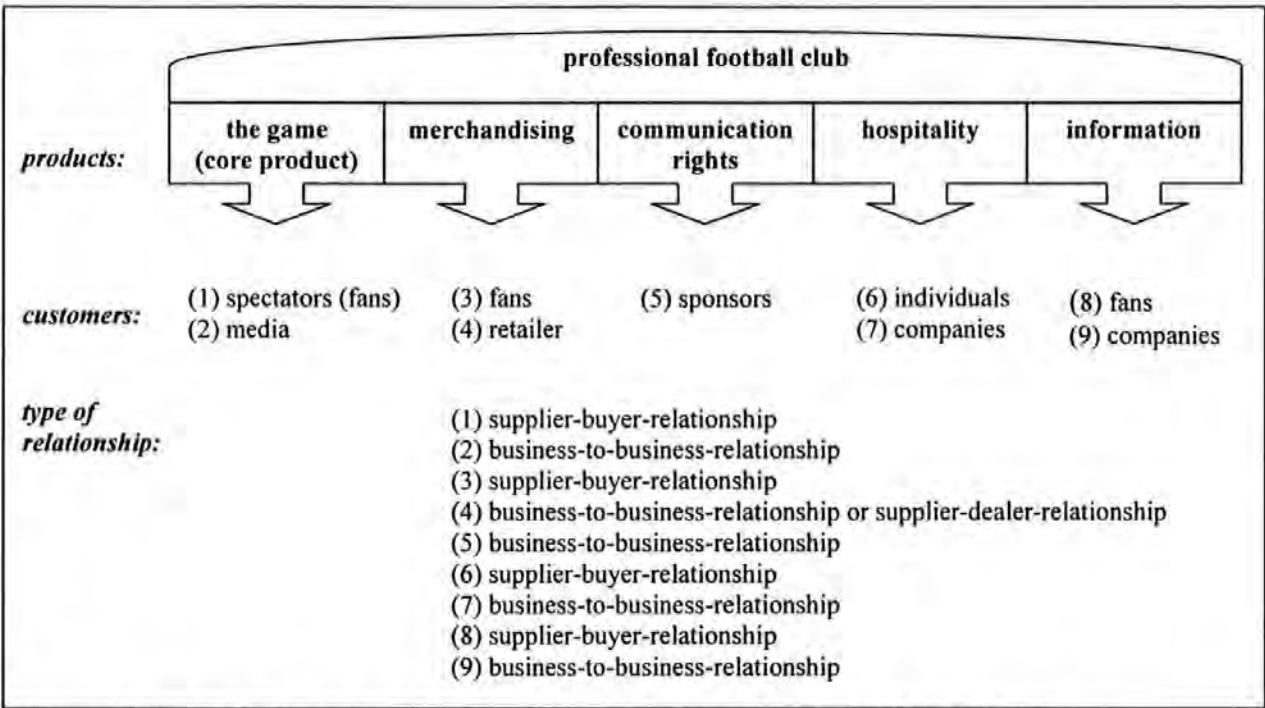 professional football club
products:
the game
(core product)
merchandising
communication
rights
hospitality
information
customers:
(1) spectators (fans)
(2) media
(3) fans
(4) retailer
(5) sponsors
(6) individuals
(7) companies
(8) fans
(9) companies
type of
relationship:
(1) supplier-buyer-relationship
(2) business-to-business-relationship
(3) supplier-buyer-relationship
(4) business-to-business-relationship or supplier-dealer-relationship
(5) business-to-business-relationship
(6) supplier-buyer-relationship
(7) business-to-business-relationship
(8) supplier-buyer-relationship
(9) business-to-business-relationship